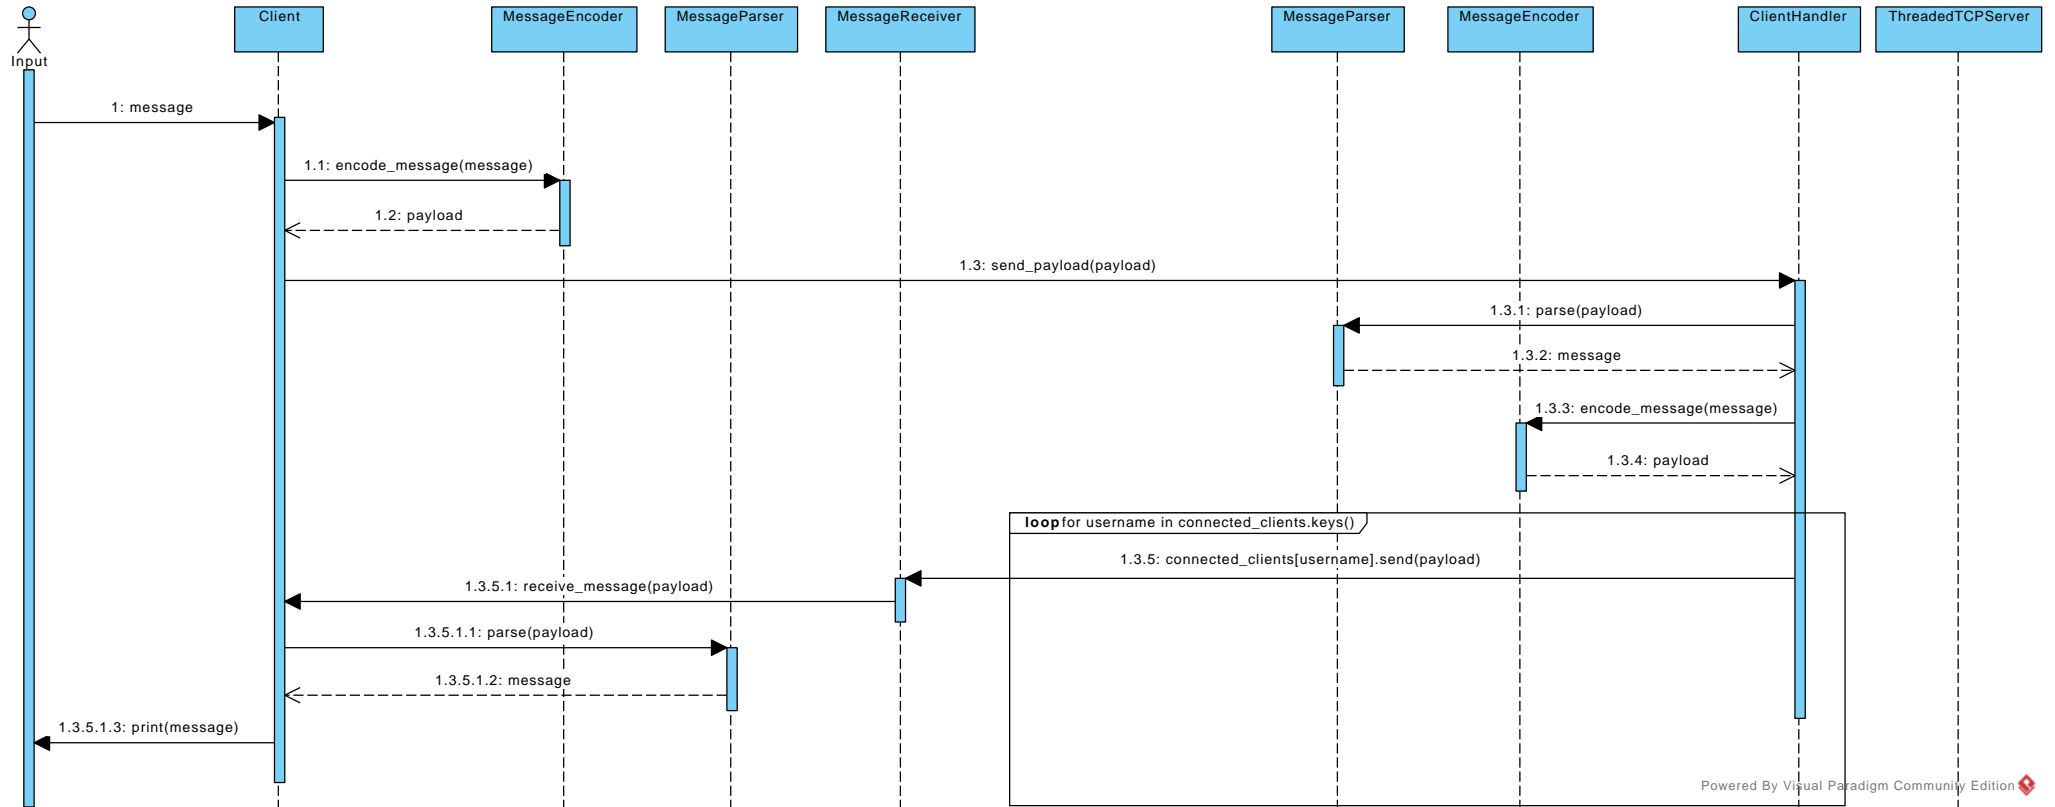 Input
Client
MessageEncoder
MessageParser
MessageReceiver
MessageParser
MessageEncoder
ClientHandler
ThreadedTCPServer
1: message
1.1: encode_message(message)
1.2: payload
1.3: send_payload(payload)
1.3.1: parse(payload)
1.3.2: message
1.3.3: encode_message(message)
1.3.4: payload
loop for username in connected_clients.keys()
1.3.5: connected_clients[username].send(payload)
1.3.5.1: receive_message(payload)
1.3.5.1.1: parse(payload)
1.3.5.1.2: message
1.3.5.1.3: print(message)
Powered By Visual Paradigm Community Edition